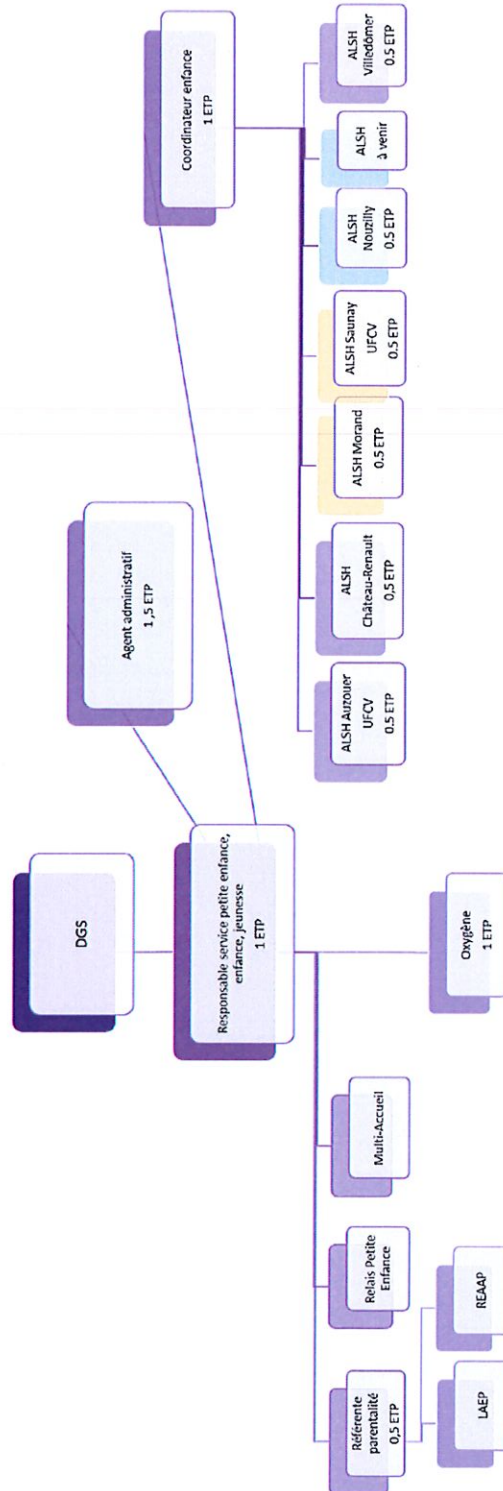 DGS
Agent administratif
1 ,5 ETP
Responsable service petite enfance,
enfance, jeunesse
1 ETP
Coordinateur enfance
1 ETP
Référente
parentalité
0,5 ETP
Relais Petite
Enfance
Multi-Accueil
Oxygène
1 ETP
LAEP
REAAP
ALSH Auzouer
UFCV
0.5 ETP
ALSH
Château-Renault
0,5 ETP
ALSH Morand
0.5 ETP
ALSH Saunay
UFCV
0.5 ETP
ALSH
Nouzilly
0.5 ETP
ALSH
à venir
ALSH
Villedômer
0.5 ETP